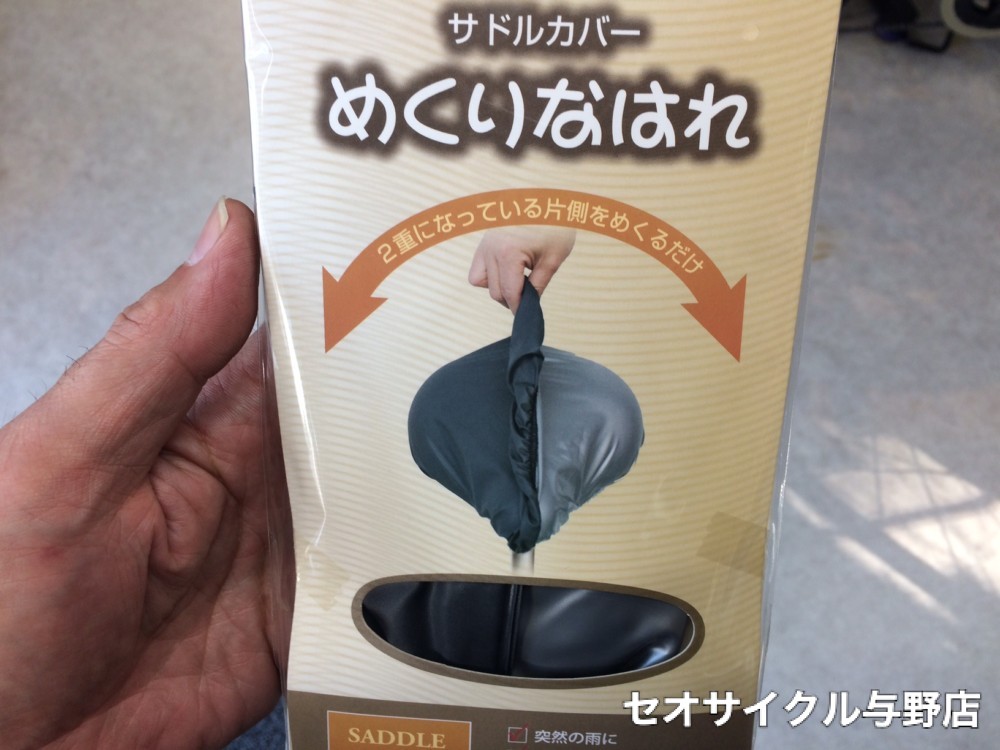 サドルカバー
めくりなはれ
2重になっている片側をめくるだけ
SADDLE
突然の雨に
セオサイクル与野店